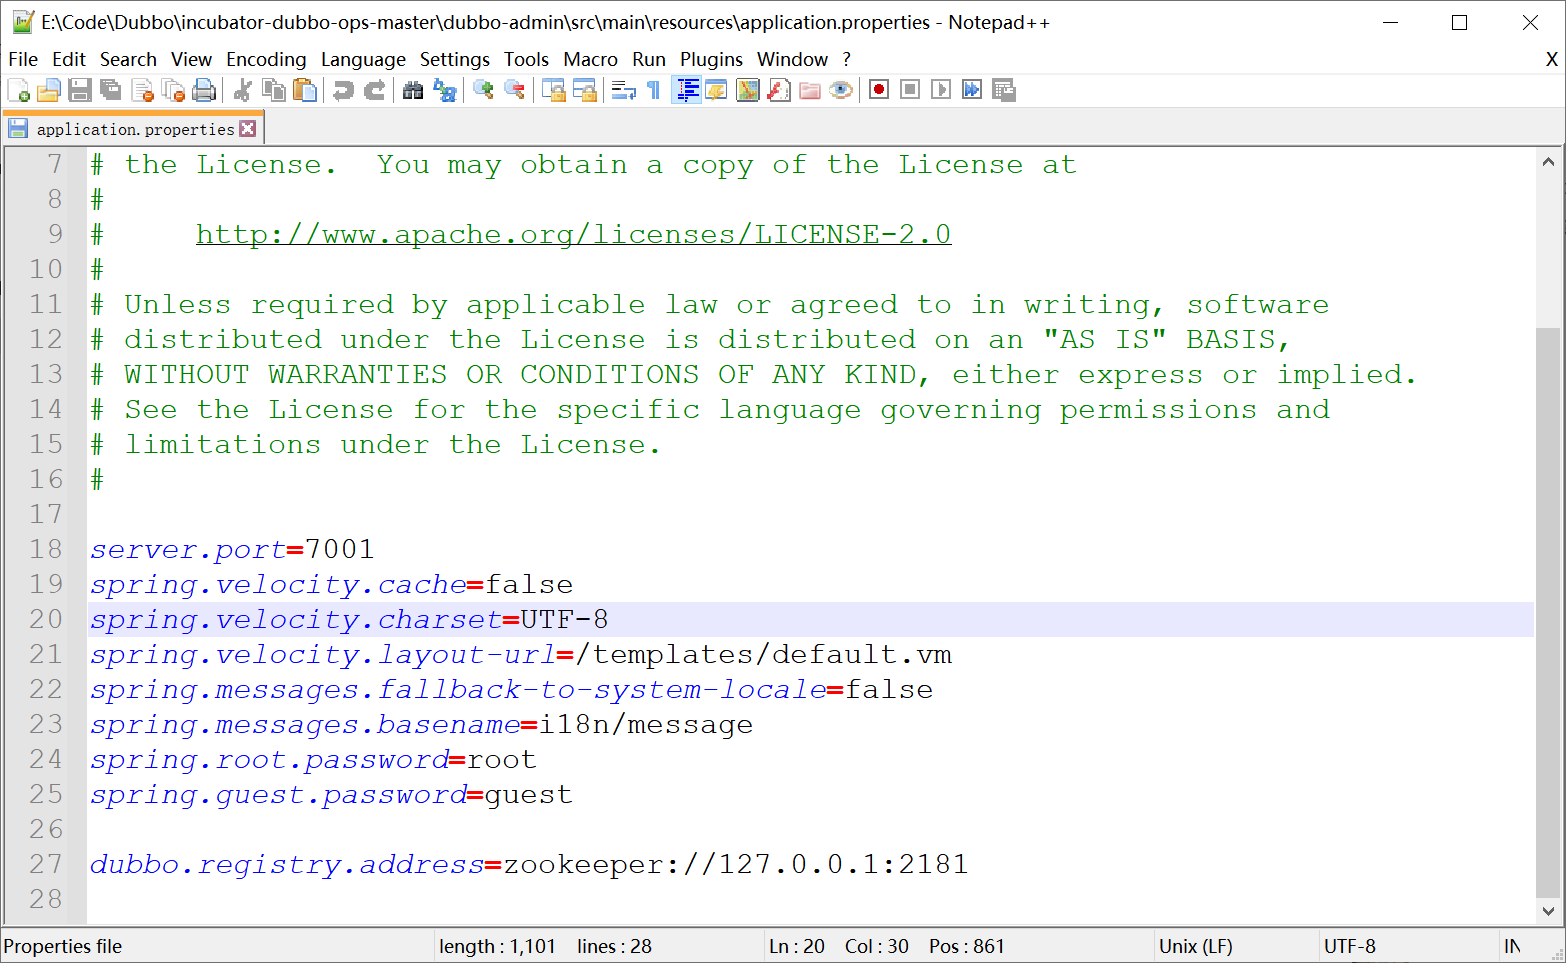 E:\Code\Dubbo\incubator-dubbo-ops-master\dubbo-admin\src\main\resources\application.properties - Notepad++
File Edit Search View Encoding Language Settings Tools Macro Run Plugins Window ? X
application.properties
7 # the License.  You may obtain a copy of the License at
8 #
9 #     http://www.apache.org/licenses/LICENSE-2.0
10 #
11 # Unless required by applicable law or agreed to in writing, software
12 # distributed under the License is distributed on an "AS IS" BASIS,
13 # WITHOUT WARRANTIES OR CONDITIONS OF ANY KIND, either express or implied.
14 # See the License for the specific language governing permissions and
15 # limitations under the License.
16 #
17
18 server.port=7001
19 spring.velocity.cache=false
20 spring.velocity.charset=UTF-8
21 spring.velocity.layout-url=/templates/default.vm
22 spring.messages.fallback-to-system-locale=false
23 spring.messages.basename=i18n/message
24 spring.root.password=root
25 spring.guest.password=guest
26
27 dubbo.registry.address=zookeeper://127.0.0.1:2181
28
Properties file length : 1,101 lines : 28 Ln : 20 Col : 30 Pos : 861 Unix (LF) UTF-8 IN